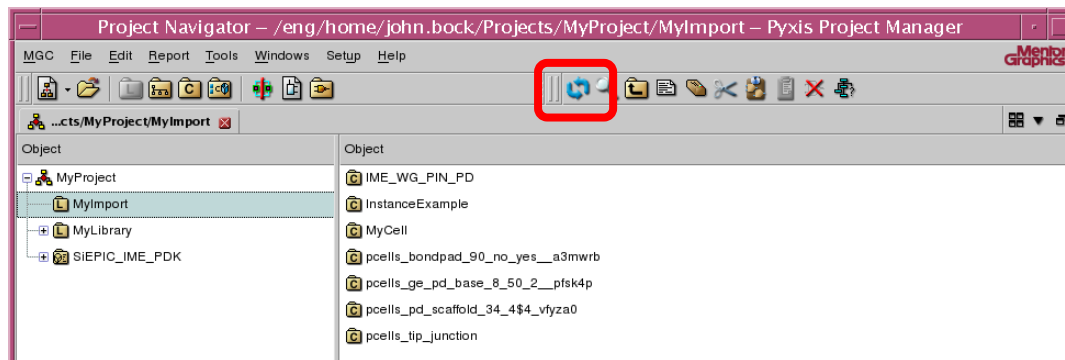 Project Navigator – /eng/home/john.bock/Projects/MyProject/MyImport – Pyxis Project Manager
MGC File Edit Report Tools Windows Setup Help
Mentor
Graphics
...cts/MyProject/MyImport
Object
Object
MyProject
MyImport
MyLibrary
SiEPIC_IME_PDK
IME_WG_PIN_PD
InstanceExample
MyCell
pcells_bondpad_90_no_yes__a3mwrb
pcells_ge_pd_base_8_50_2__pfsk4p
pcells_pd_scaffold_34_4$4_vfyza0
pcells_tip_junction